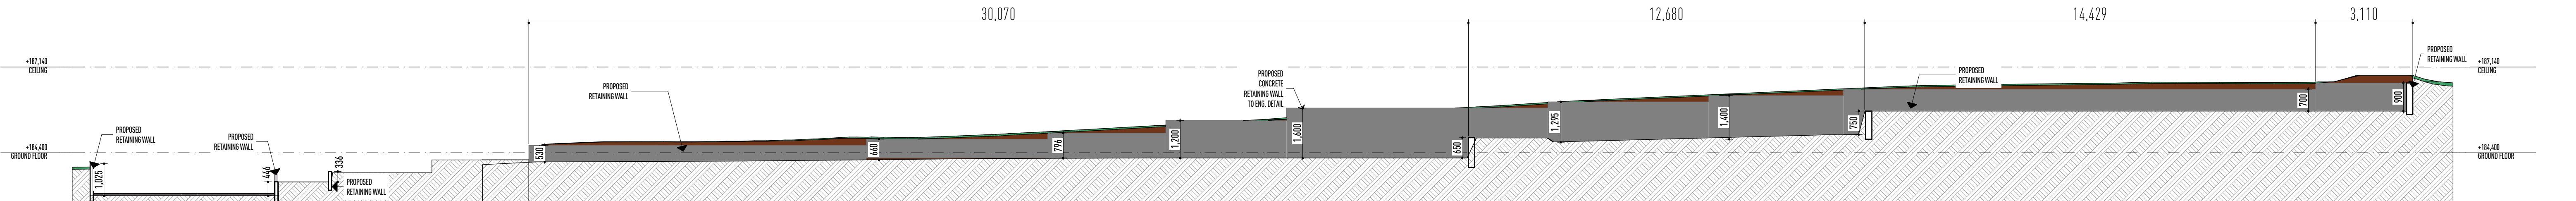 30,070
12,680
14,429
3,110
+187,140
CEILING
PROPOSED
RETAINING WALL
PROPOSED
CONCRETE
RETAINING WALL
TO ENG. DETAIL
PROPOSED
RETAINING WALL
PROPOSED
RETAINING WALL
+187,140
CEILING
+184,400
GROUND FLOOR
PROPOSED
RETAINING WALL
PROPOSED
RETAINING WALL
1,025
446
336
PROPOSED
RETAINING WALL
530
660
796
1,200
1,600
650
1,295
1,400
750
700
900
+184,400
GROUND FLOOR